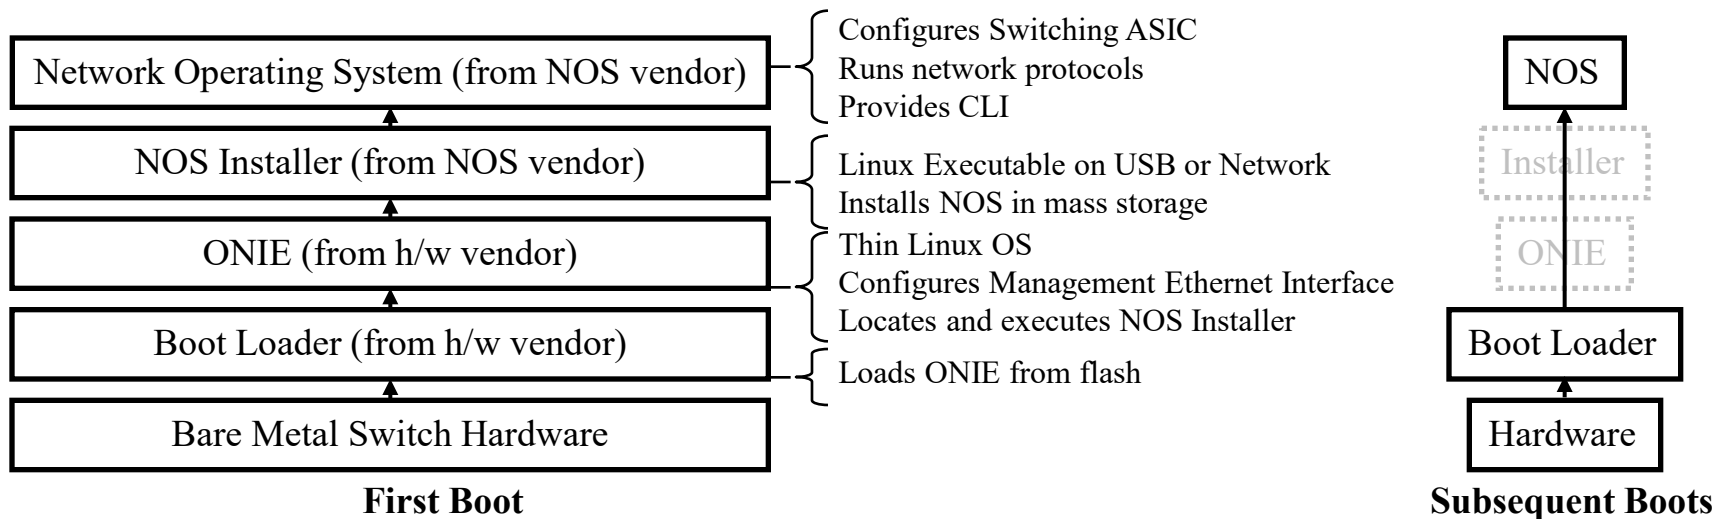 Network Operating System (from NOS vendor)
Configures Switching ASIC
Runs network protocols
Provides CLI
NOS Installer (from NOS vendor)
Linux Executable on USB or Network
Installs NOS in mass storage
ONIE (from h/w vendor)
Thin Linux OS
Configures Management Ethernet Interface
Locates and executes NOS Installer
Boot Loader (from h/w vendor)
Loads ONIE from flash
Bare Metal Switch Hardware
First Boot
NOS
Installer
ONIE
Boot Loader
Hardware
Subsequent Boots